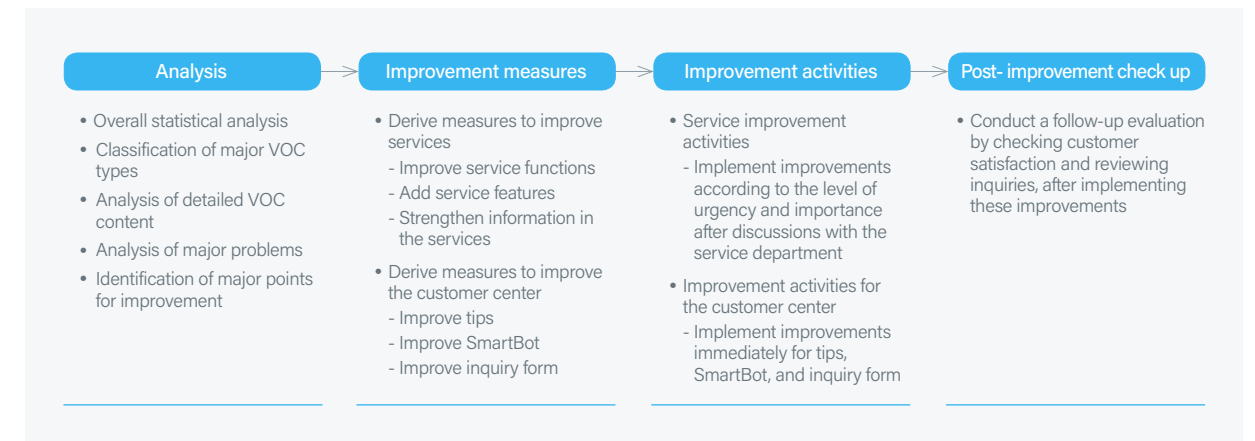 Analysis
• Overall statistical analysis
• Classification of major VOC
types
• Analysis of detailed VOC
content
• Analysis of major problems
• Identification of major points
for improvement
Improvement measures
• Derive measures to improve
services
- Improve service functions
- Add service features
- Strengthen information in
the services
• Derive measures to improve
the customer center
- Improve tips
- Improve SmartBot
- Improve inquiry form
Improvement activities
• Service improvement
activities
- Implement improvements
according to the level of
urgency and importance
after discussions with the
service department
• Improvement activities for
the customer center
- Implement improvements
immediately for tips,
SmartBot, and inquiry form
Post- improvement check up
• Conduct a follow-up evaluation
by checking customer
satisfaction and reviewing
inquiries, after implementing
these improvements